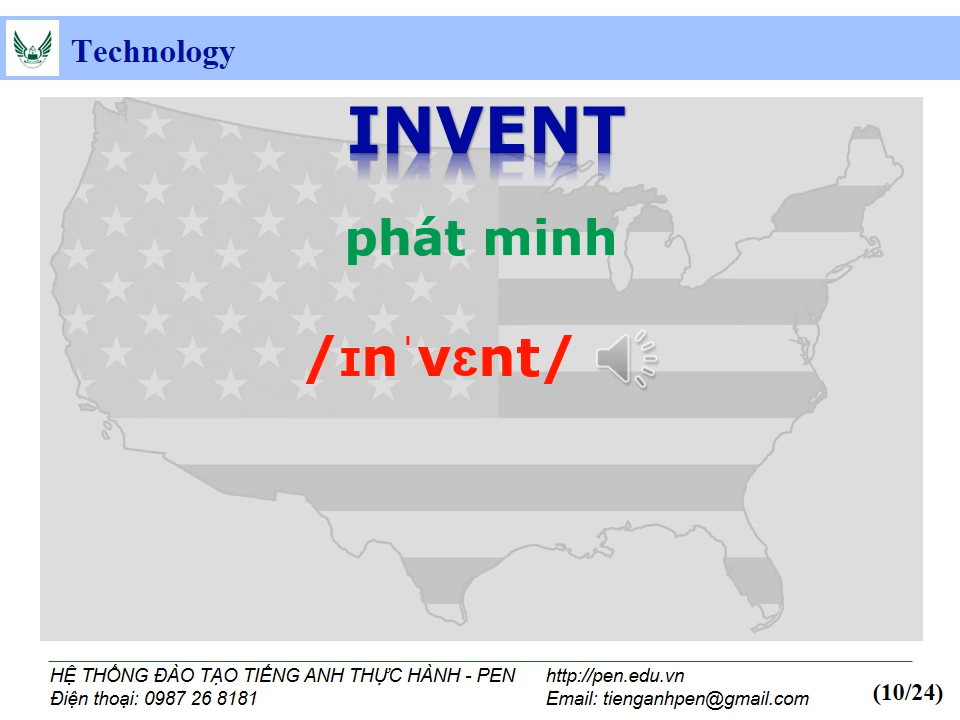 Technology
INVENT
phát minh
/ɪnˈvɛnt/
HỆ THỐNG ĐÀO TẠO TIẾNG ANH THỰC HÀNH - PEN http://pen.edu.vn
Điện thoại: 0987 26 8181 Email: tienganhpen@gmail.com
(10/24)